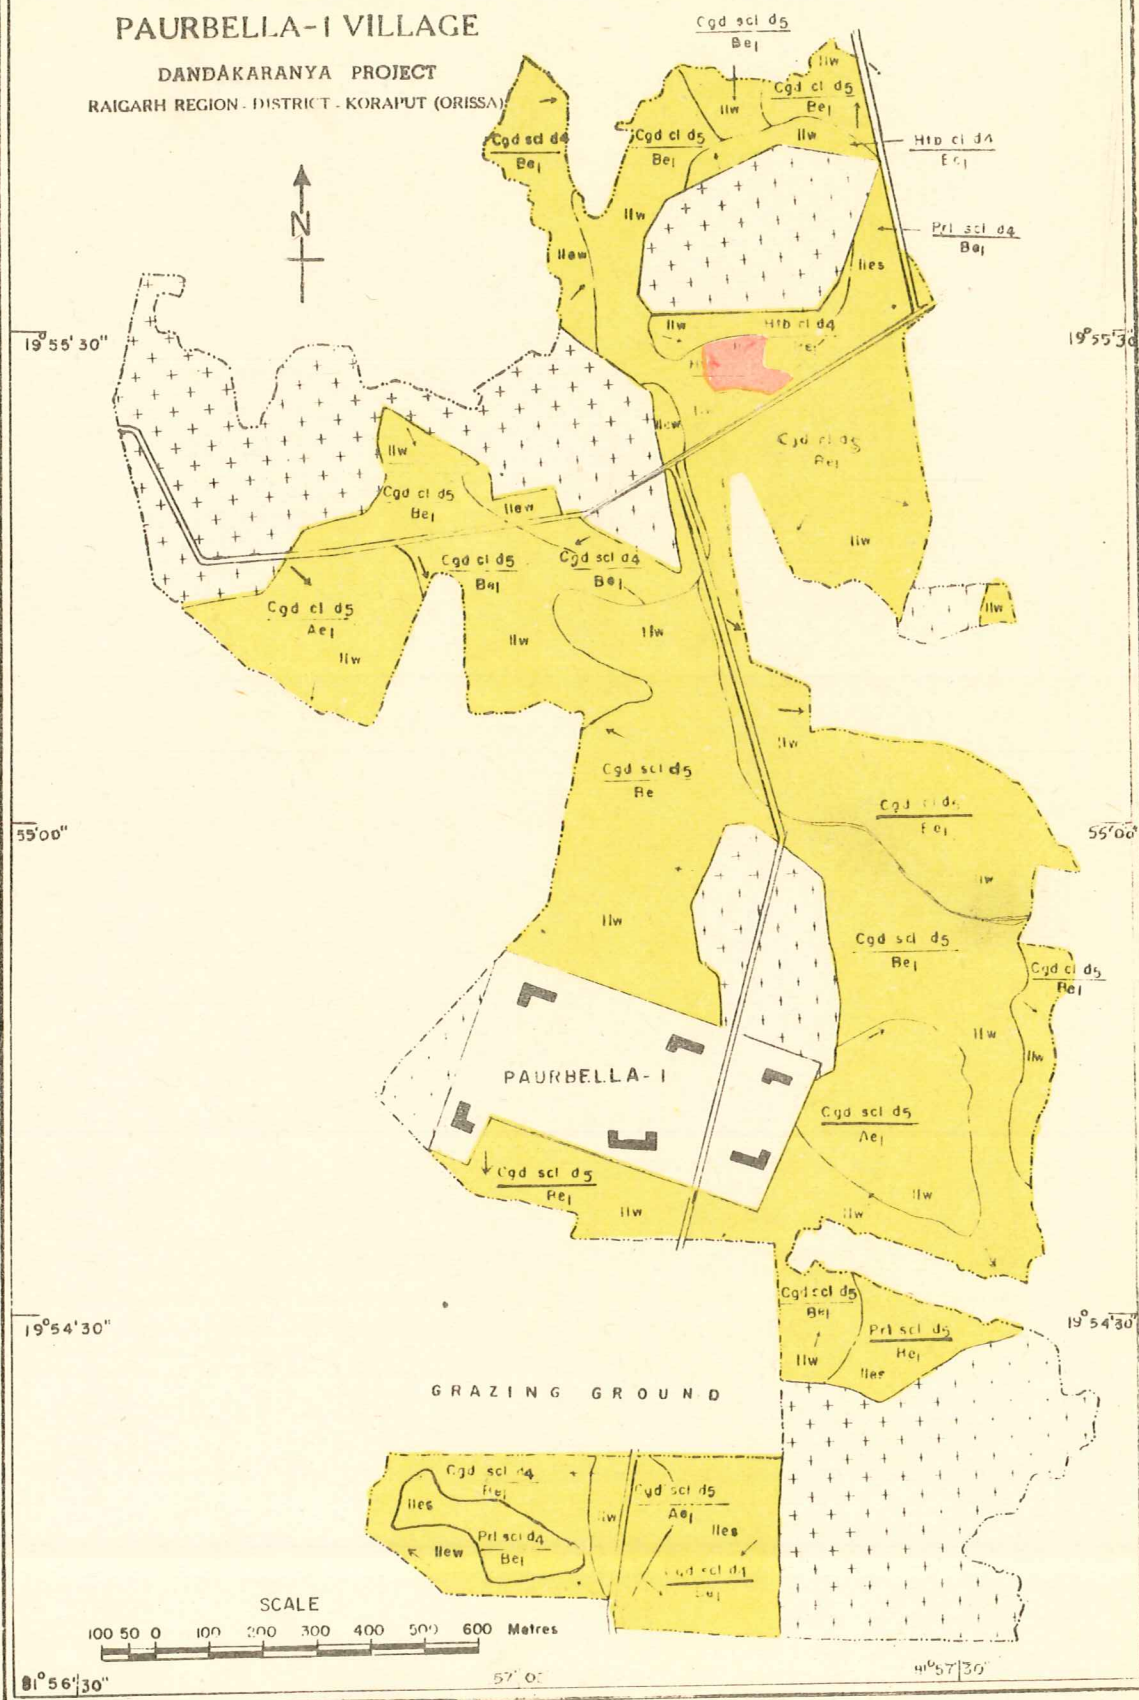 PAURBELLA-I VILLAGE
DANDAKARANYA PROJECT
RAIGARH REGION - DISTRICT - KORAPUT (ORISSA)
N
Cgd scl d5
Be1
IIw
IIw
Cgd cl d5
Be1
IIw
Cgd scl d4
Be1
Cgd cl d5
Be1
Htb cl d4
IIw
Prl scl d4
Be1
IIes
IIew
19°55'30"
19°55'30
IIw
Htb cl d4
IIew
Cgd cl d5
Be1
IIw
IIw
Cgd cl d5
Be1
IIew
Cgd cl d5
Be1
Cgd scl d4
Be1
Cgd cl d5
Ae1
IIw
IIw
IIw
IIw
IIw
Cgd scl d5
Be
55'00"
55'00"
IIw
Cgd scl d5
Be1
Cgd cl d5
Be1
IIw
IIw
PAURBELLA-I
Cgd scl d5
Ae1
Cgd scl d5
Be1
IIw
IIw
IIw
19°54'30"
19°54'30
Cgd scl d5
Be1
Prl scl d5
Be1
IIw
IIes
GRAZING GROUND
Cgd scl d4
Be1
IIes
Prl scl d4
Be1
IIew
IIw
Cgd scl d5
Ae1
IIes
Cgd scl d4
SCALE
100 50 0 100 200 300 400 500 600 Metres
81°56'30"
57'0
57'30"